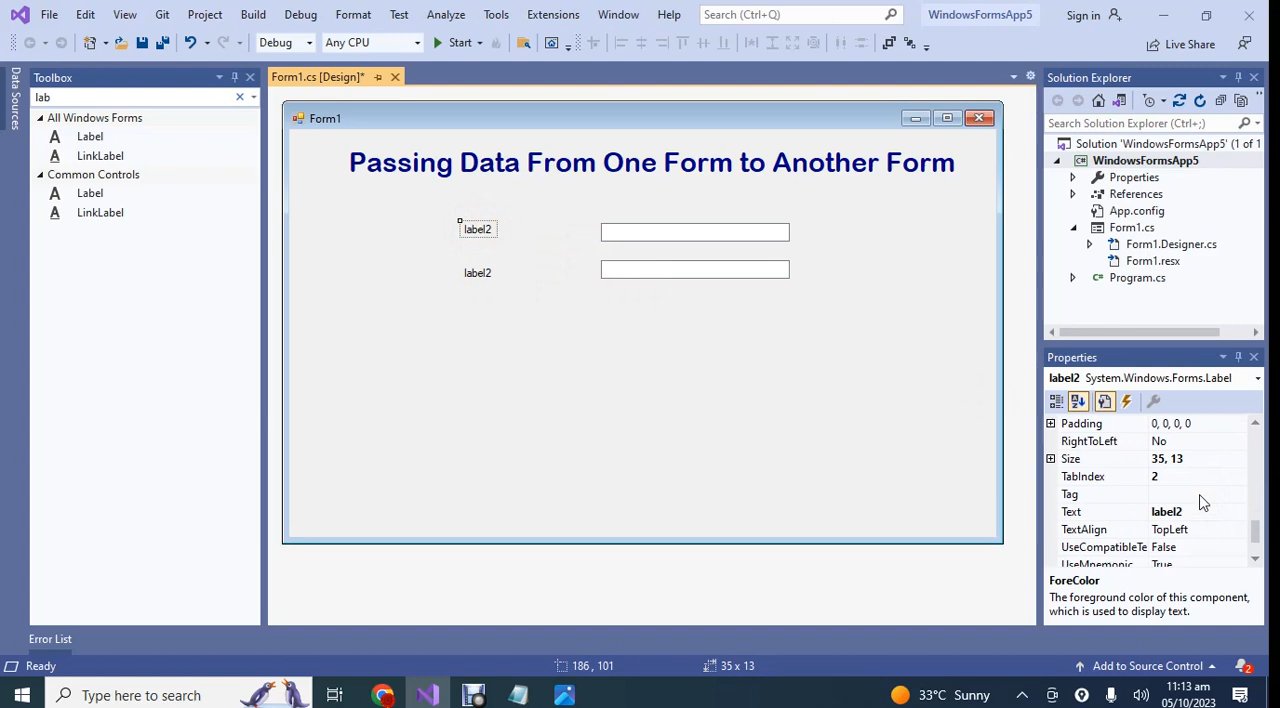 File Edit View Git Project Build Debug Format Test Analyze Tools Extensions Window Help Search (Ctrl+Q) WindowsFormsApp5 Sign in
Debug Any CPU Start Live Share
Data Sources
Toolbox
lab
All Windows Forms
A Label
A LinkLabel
Common Controls
A Label
A LinkLabel
Form1.cs [Design]*
Form1
Passing Data From One Form to Another Form
label2
label2
Solution Explorer
Search Solution Explorer (Ctrl+;)
Solution 'WindowsFormsApp5' (1 of 1
C# WindowsFormsApp5
Properties
References
App.config
Form1.cs
Form1.Designer.cs
Form1.resx
C# Program.cs
Properties
label2 System.Windows.Forms.Label
Padding 0, 0, 0, 0
RightToLeft No
Size 35, 13
TabIndex 2
Tag
Text label2
TextAlign TopLeft
UseCompatibleTe False
UseMnemonic True
ForeColor
The foreground color of this component,
which is used to display text.
Error List
Ready 186, 101 35 x 13 Add to Source Control 2
Type here to search 33°C Sunny 11:13 am
05/10/2023